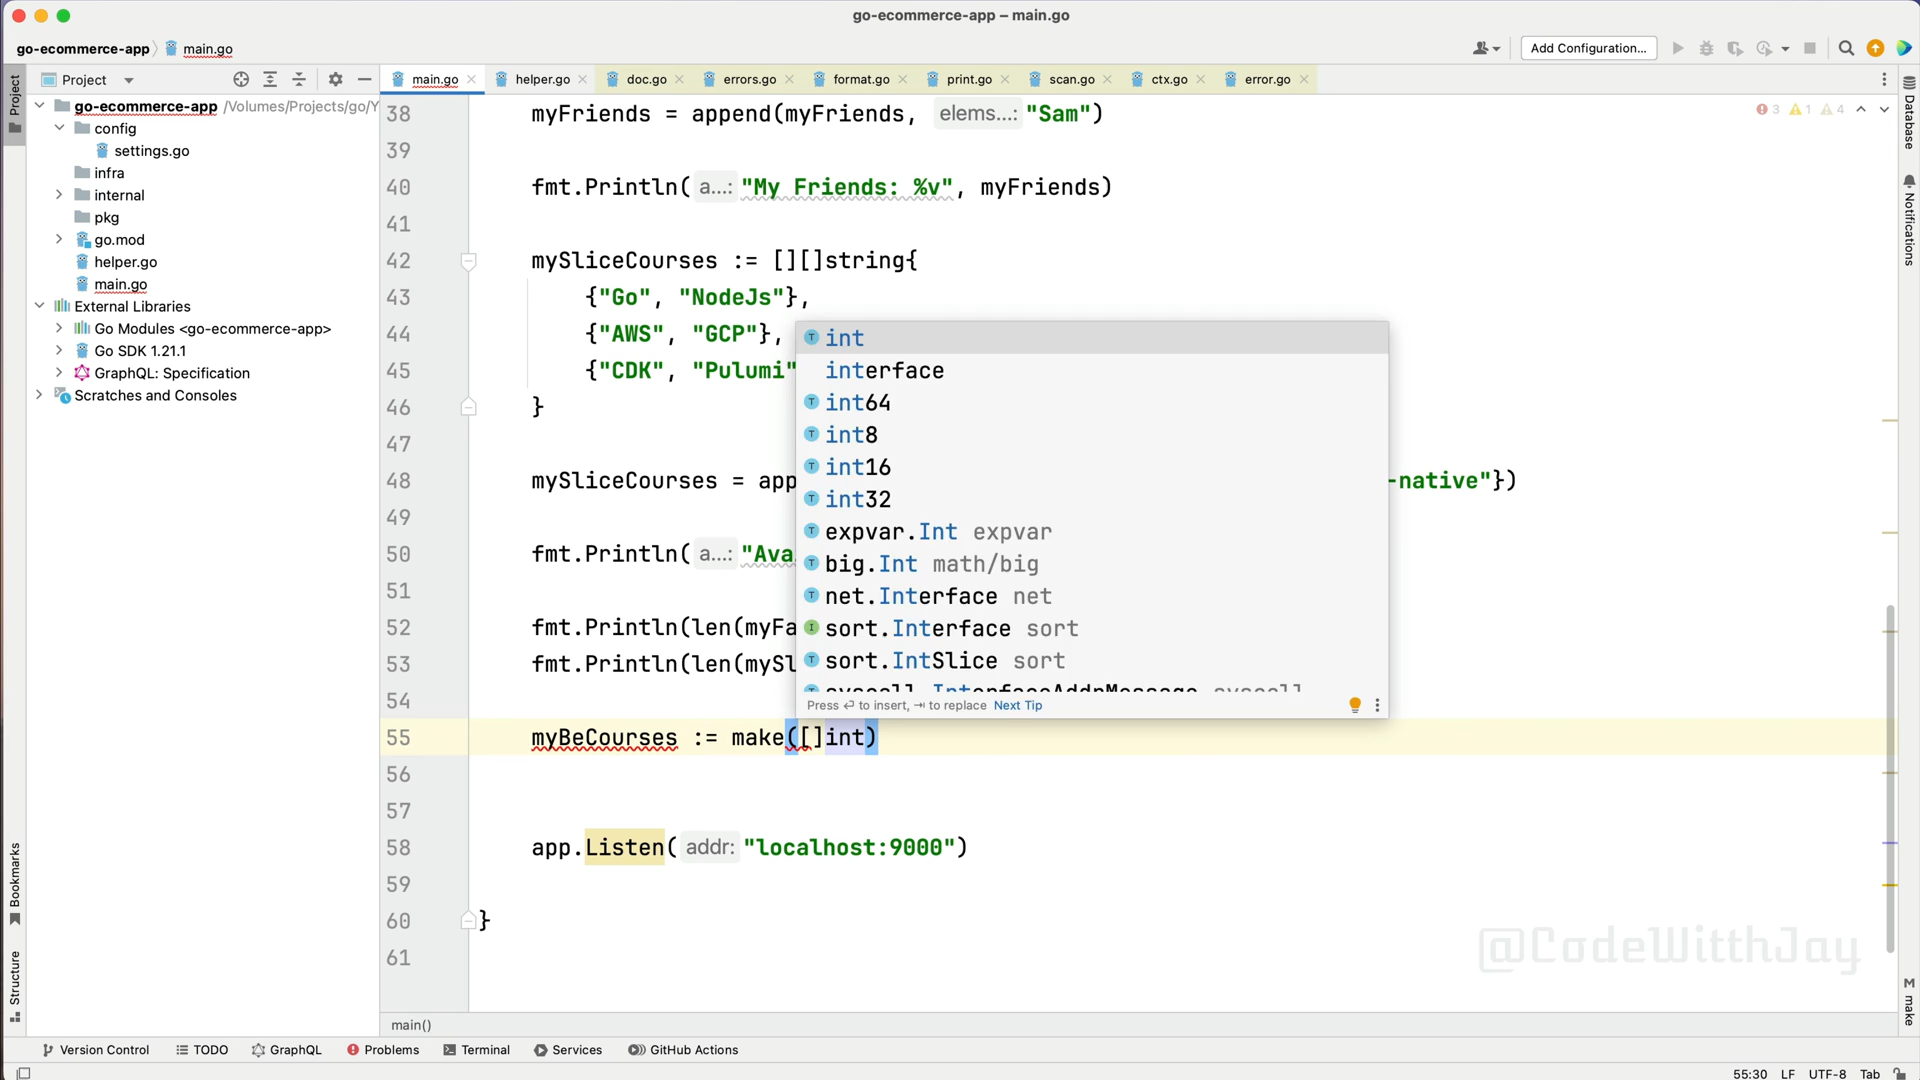 go-ecommerce-app – main.go
go-ecommerce-app main.go
Add Configuration...
Project
main.go helper.go doc.go errors.go format.go print.go scan.go ctx.go error.go
Project
go-ecommerce-app /Volumes/Projects/go/Y
config
settings.go
infra
internal
pkg
go.mod
helper.go
main.go
External Libraries
Go Modules <go-ecommerce-app>
Go SDK 1.21.1
GraphQL: Specification
Scratches and Consoles
Bookmarks
Structure
3 1 4
38 myFriends = append(myFriends, elems...: "Sam")
39
40 fmt.Println( a...: "My Friends: %v", myFriends)
41
42 mySliceCourses := [][]string{
43 {"Go", "NodeJs"},
44 {"AWS", "GCP"},
45 {"CDK", "Pulumi"
46 }
47
48 mySliceCourses = app -native"})
49
50 fmt.Println( a...: "Ava
51
52 fmt.Println(len(myFa
53 fmt.Println(len(mySl
54
55 myBeCourses := make([]int)
56
57
58 app.Listen( addr: "localhost:9000")
59
60 }
61
int
interface
int64
int8
int16
int32
expvar.Int expvar
big.Int math/big
net.Interface net
sort.Interface sort
sort.IntSlice sort
syscall.InterfaceAddrMessage syscall
Press ⏎ to insert, ⇥ to replace Next Tip
@CodeWitthJay
Database
Notifications
M make
main()
Version Control TODO GraphQL Problems Terminal Services GitHub Actions
55:30 LF UTF-8 Tab